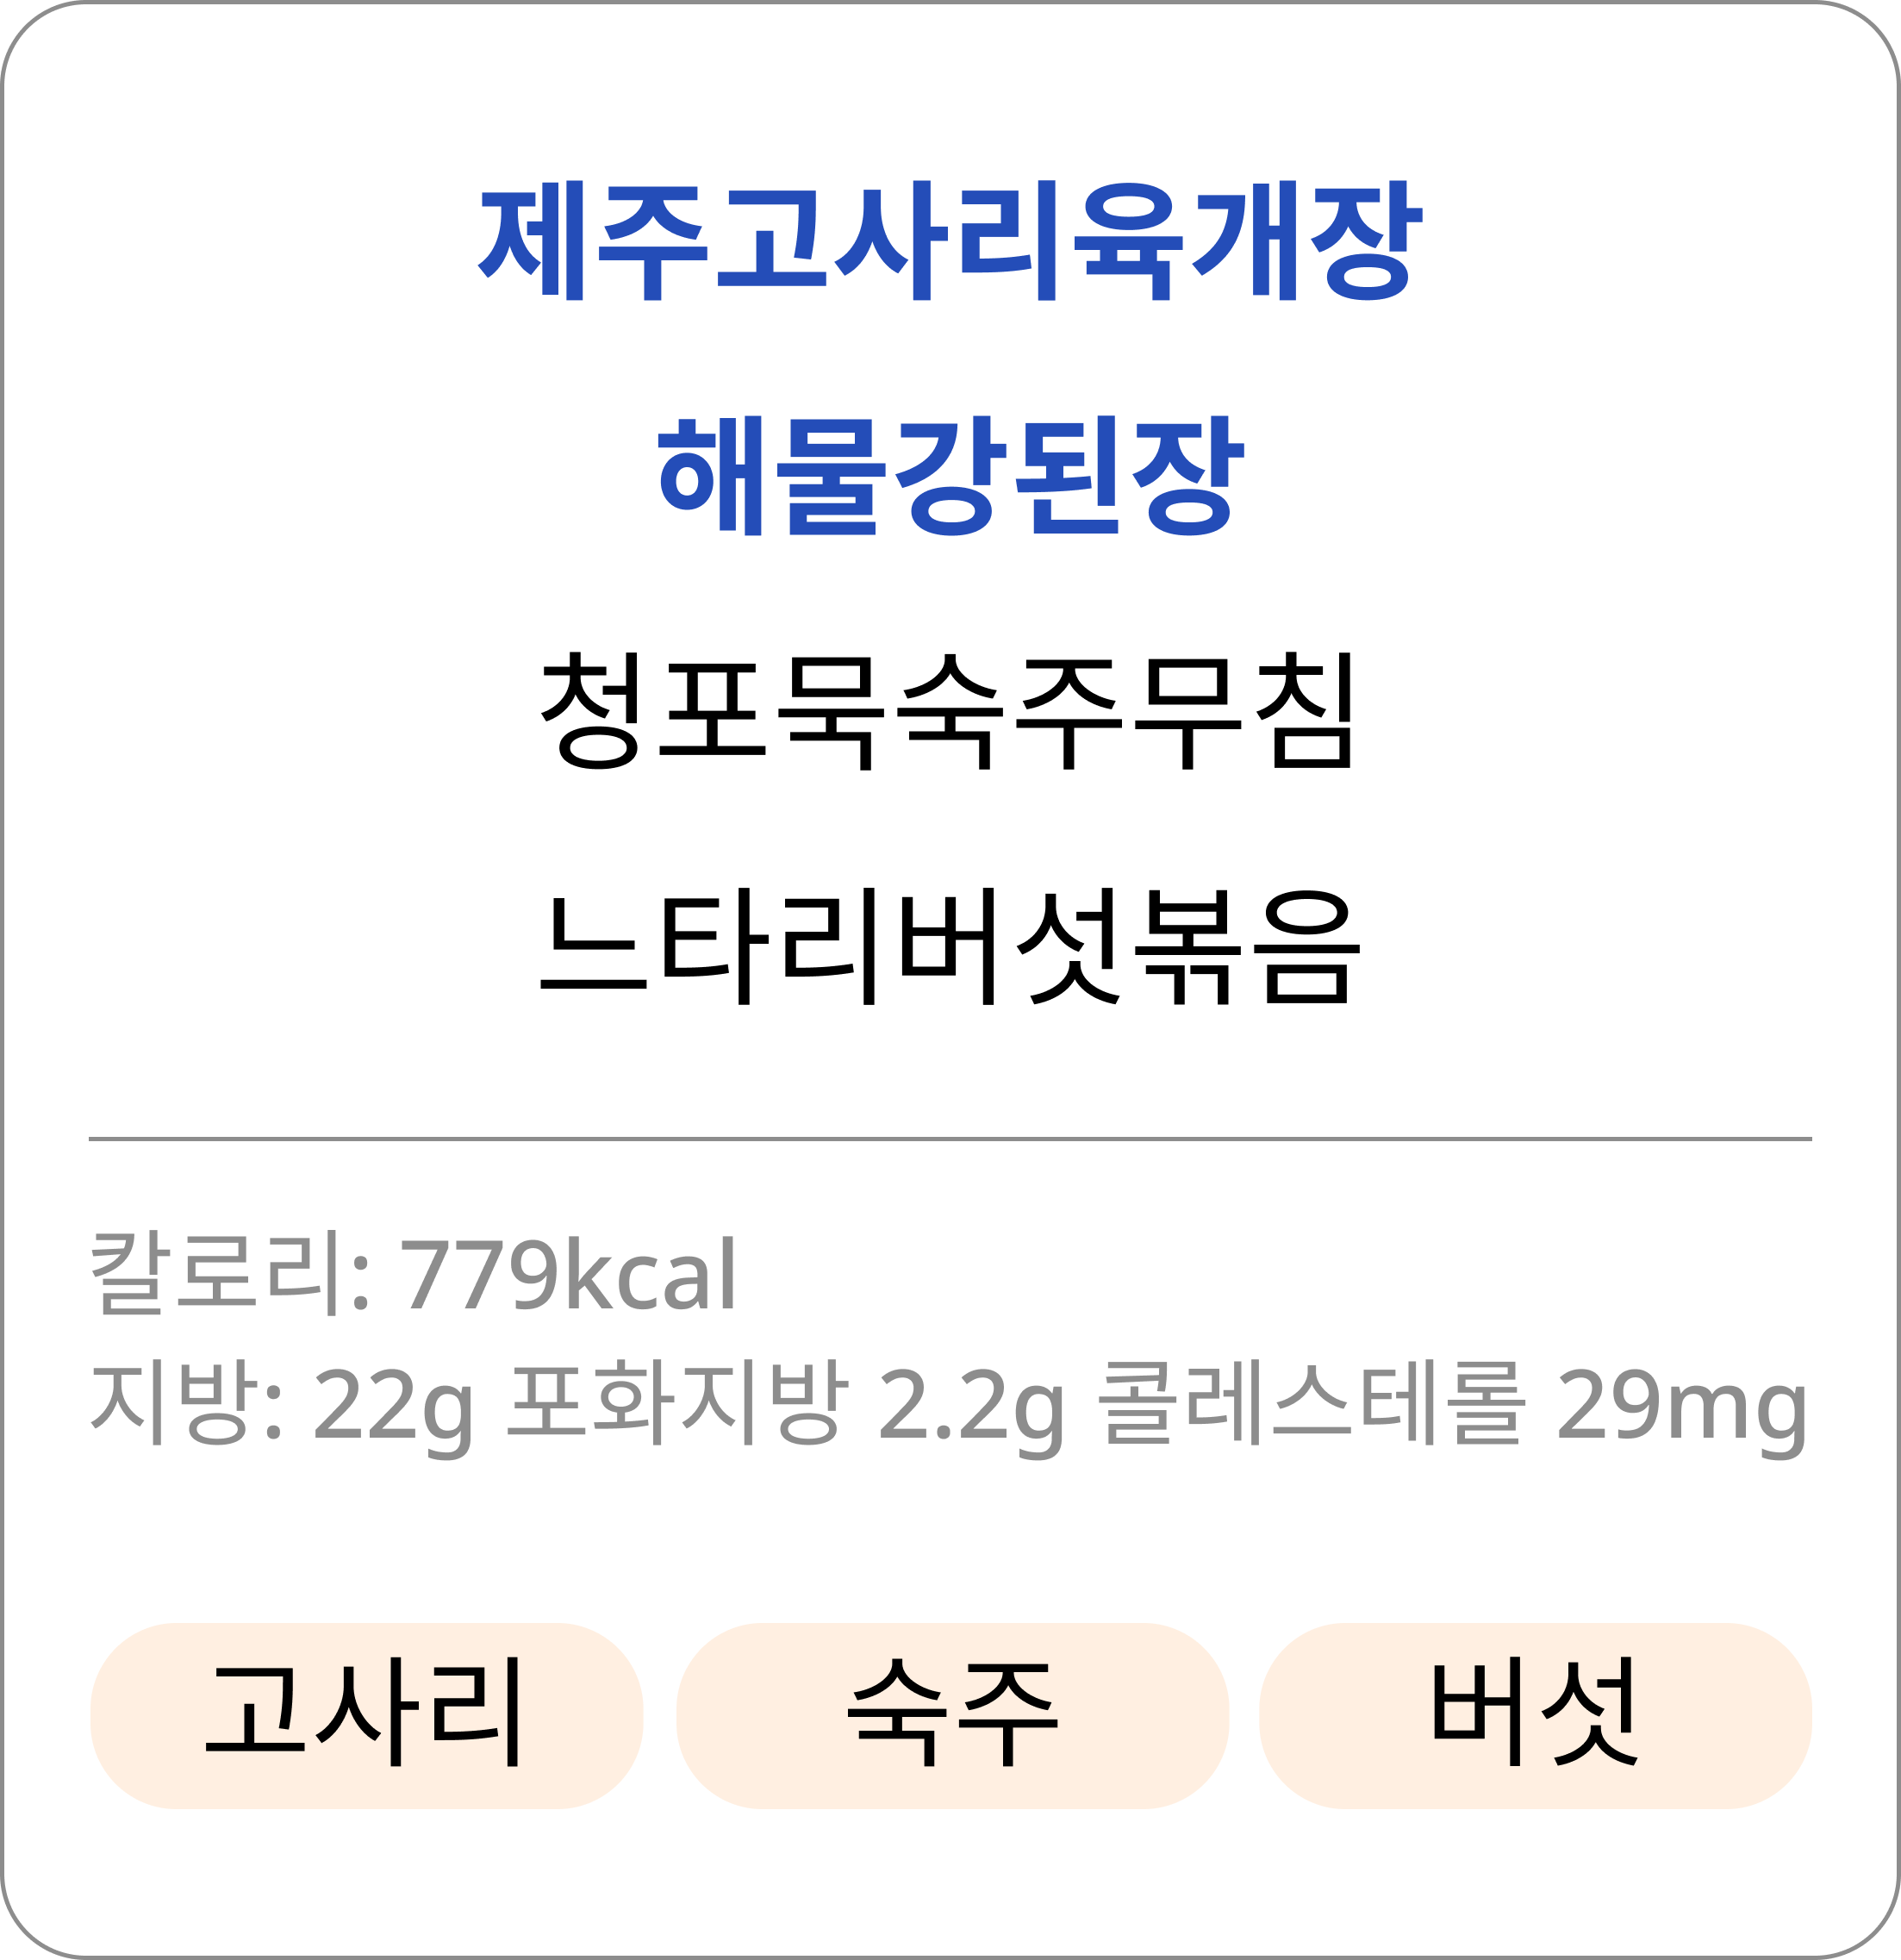 제주고사리육개장
해물강된장
청포묵숙주무침
느타리버섯볶음
칼로리: 779kcal
지방: 22g 포화지방 2.2g 콜레스테롤 29mg
고사리
숙주
버섯